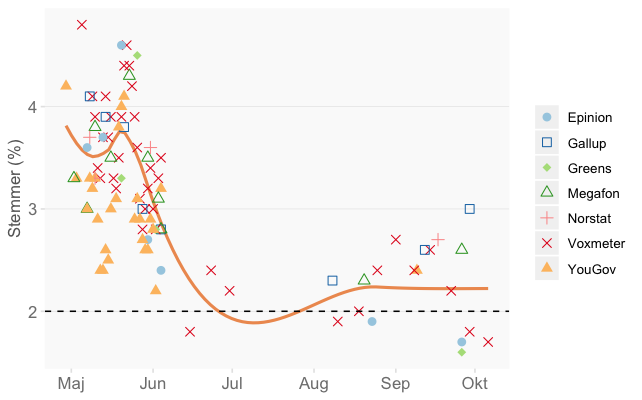 Stemmer (%)
4
3
2
Maj Jun Jul Aug Sep Okt
Epinion
Gallup
Greens
Megafon
Norstat
Voxmeter
YouGov